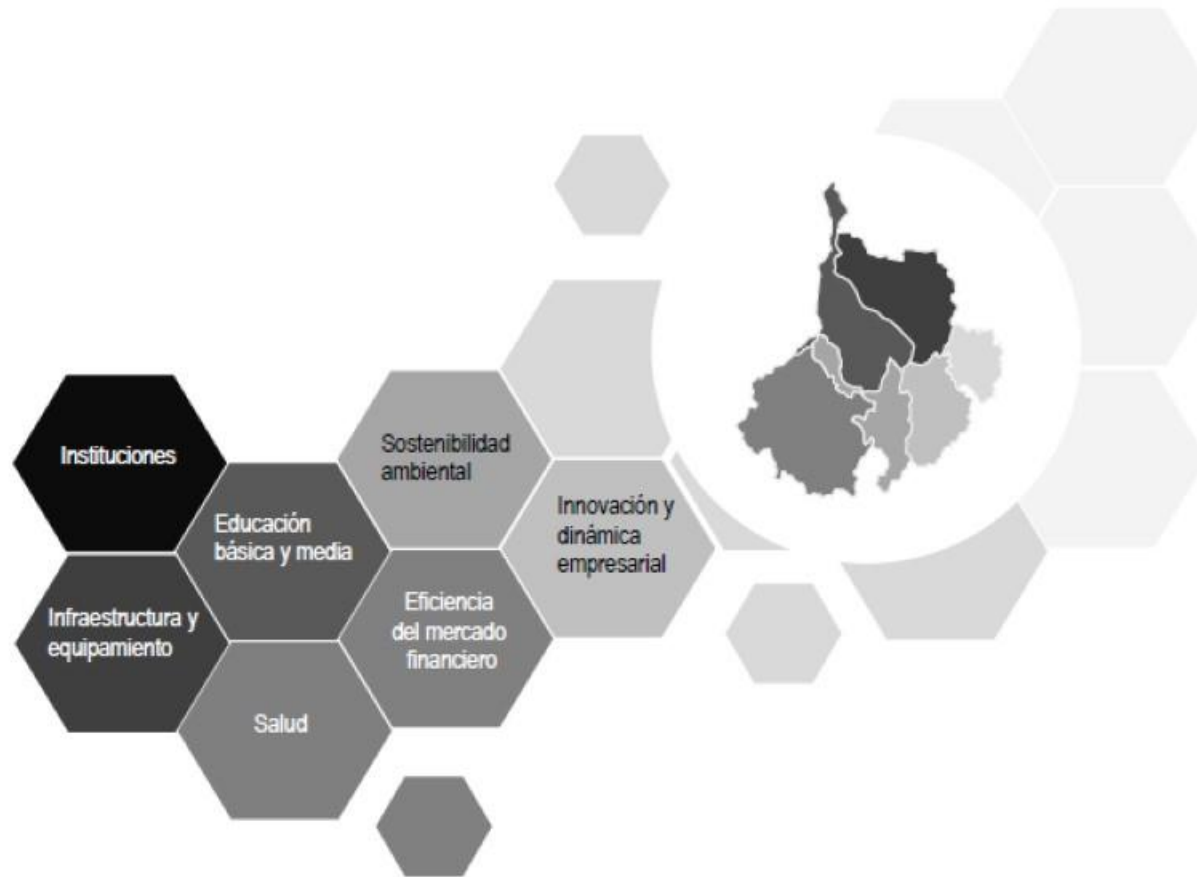 Instituciones
Infraestructura y
equipamiento
Educación
básica y media
Salud
Sostenibilidad
ambiental
Eficiencia
del mercado
financiero
Innovación y
dinámica
empresarial